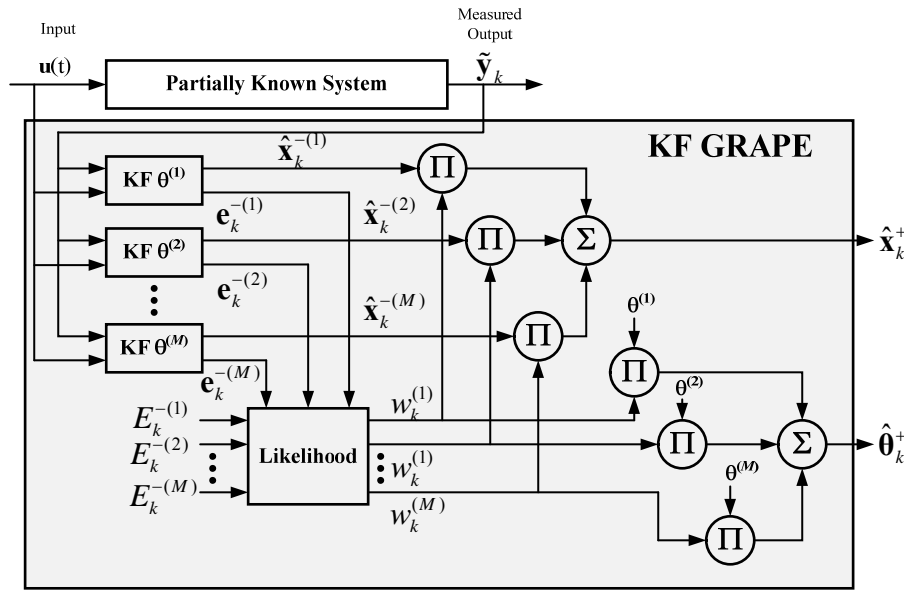 Input
Measured
Output
u(t)
Partially Known System
ỹ_k
KF GRAPE
x̂_k^{-(1)}
Π
KF θ^{(1)}
e_k^{-(1)}
x̂_k^{-(2)}
KF θ^{(2)}
Π
Σ
x̂_k^+
e_k^{-(2)}
x̂_k^{-(M)}
θ^{(1)}
KF θ^{(M)}
Π
Π
e_k^{-(M)}
θ^{(2)}
E_k^{-(1)}
w_k^{(1)}
E_k^{-(2)}
Likelihood
Π
Σ
θ̂_k^+
w_k^{(1)}
θ^{(M)}
E_k^{-(M)}
w_k^{(M)}
Π